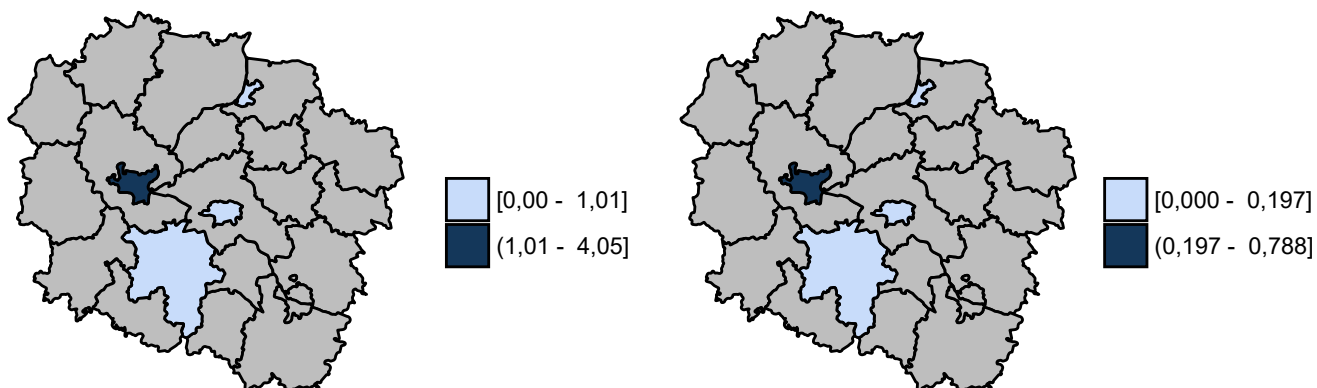 [0,00 -  1,01]
(1,01 -  4,05]
[0,000 -  0,197]
(0,197 -  0,788]